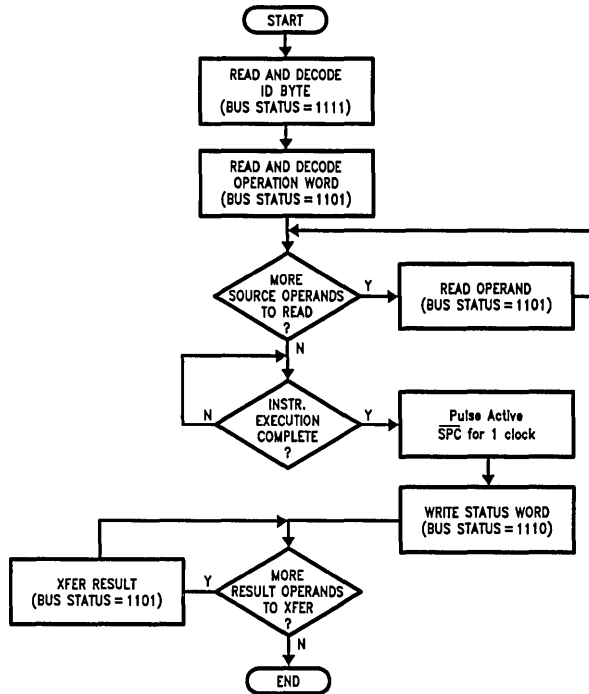 START
READ AND DECODE
ID BYTE
(BUS STATUS = 1111)
READ AND DECODE
OPERATION WORD
(BUS STATUS = 1101)
MORE
SOURCE OPERANDS
TO READ
?
Y
READ OPERAND
(BUS STATUS = 1101)
N
INSTR.
EXECUTION
COMPLETE
?
N
Y
Pulse Active
SPC for 1 clock
WRITE STATUS WORD
(BUS STATUS = 1110)
MORE
RESULT OPERANDS
TO XFER
?
Y
XFER RESULT
(BUS STATUS = 1101)
N
END